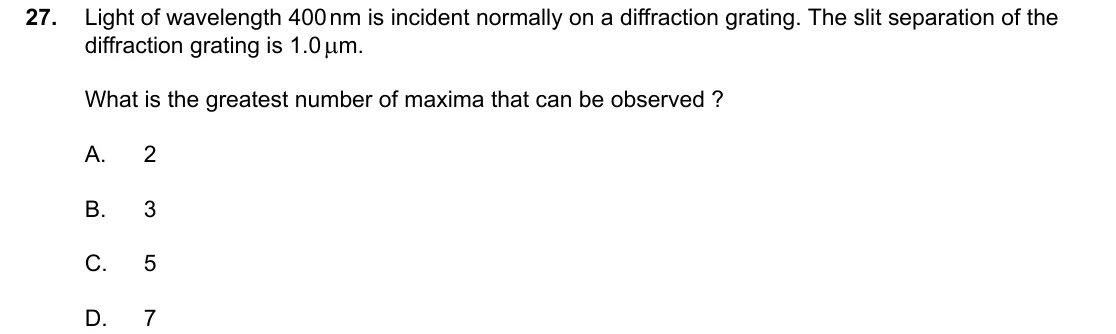 27. Light of wavelength 400 nm is incident normally on a diffraction grating. The slit separation of the
diffraction grating is 1.0 µm.
What is the greatest number of maxima that can be observed ?
A. 2
B. 3
C. 5
D. 7